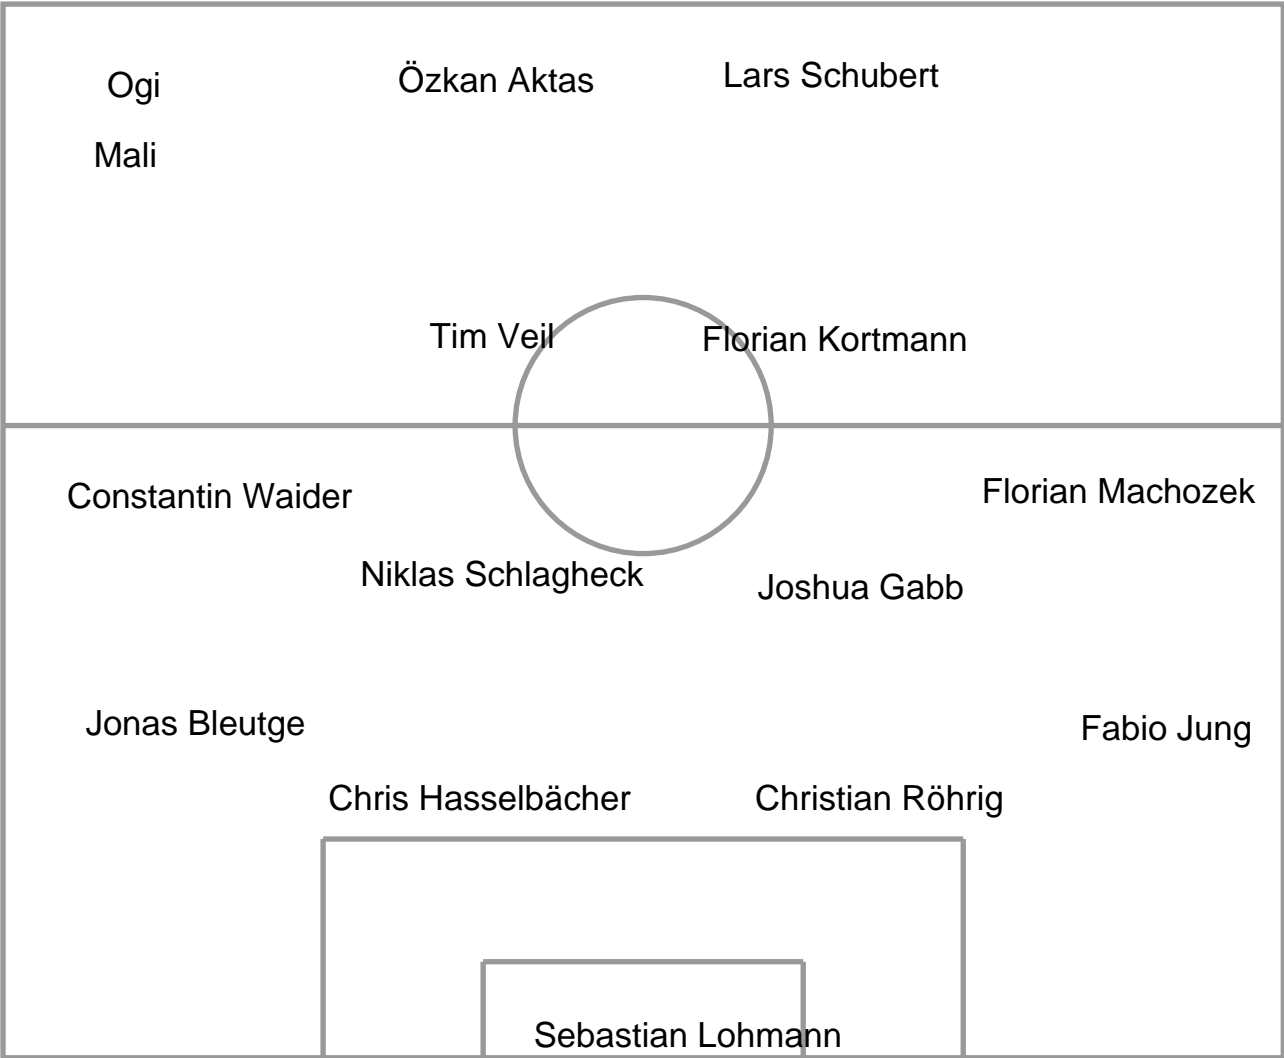 Ogi
Özkan Aktas
Lars Schubert
Mali
Tim Veil
Florian Kortmann
Constantin Waider
Florian Machozek
Niklas Schlagheck
Joshua Gabb
Jonas Bleutge
Fabio Jung
Chris Hasselbächer
Christian Röhrig
Sebastian Lohmann